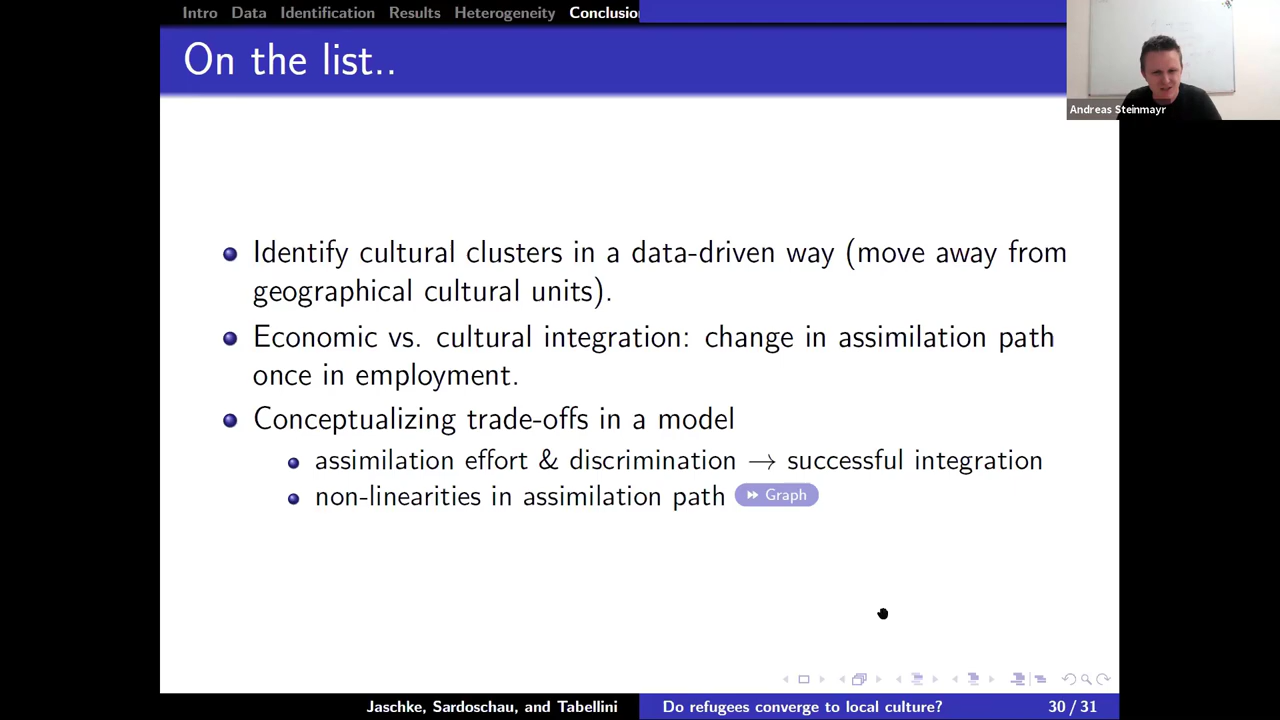 Intro Data Identification Results Heterogeneity Conclusion
On the list..
Andreas Steinmayr
Identify cultural clusters in a data-driven way (move away from
geographical cultural units).
Economic vs. cultural integration: change in assimilation path
once in employment.
Conceptualizing trade-offs in a model
assimilation effort & discrimination → successful integration
non-linearities in assimilation path Graph
Jaschke, Sardoschau, and Tabellini Do refugees converge to local culture? 30 / 31